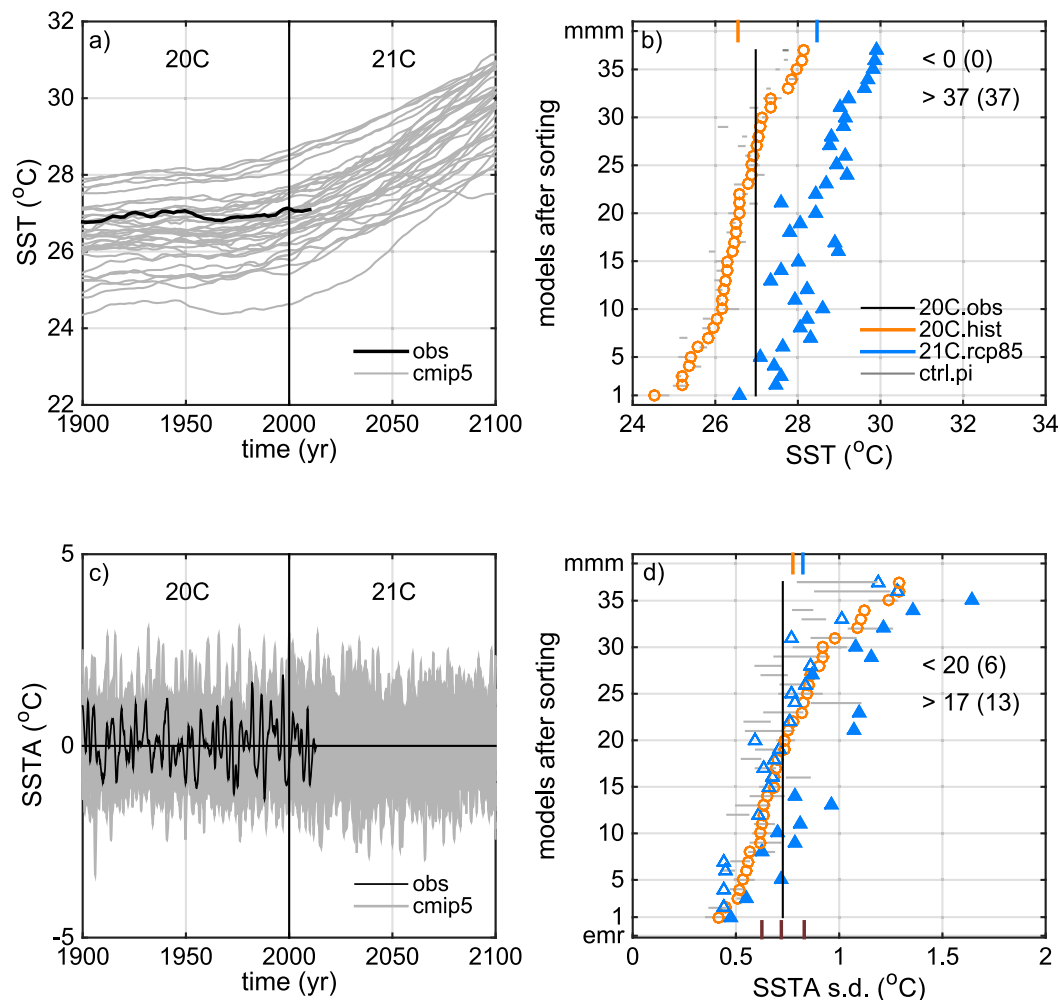 a)
20C
21C
SST (°C)
32
30
28
26
24
22
obs
cmip5
1900
1950
2000
2050
2100
time (yr)
b)
models after sorting
mmm
35
30
25
20
15
10
5
1
< 0 (0)
> 37 (37)
20C.obs
20C.hist
21C.rcp85
ctrl.pi
24
26
28
30
32
34
SST (°C)
c)
20C
21C
SSTA (°C)
5
0
-5
obs
cmip5
1900
1950
2000
2050
2100
time (yr)
d)
models after sorting
mmm
35
30
25
20
15
10
5
1
emr
< 20 (6)
> 17 (13)
0
0.5
1
1.5
2
SSTA s.d. (°C)